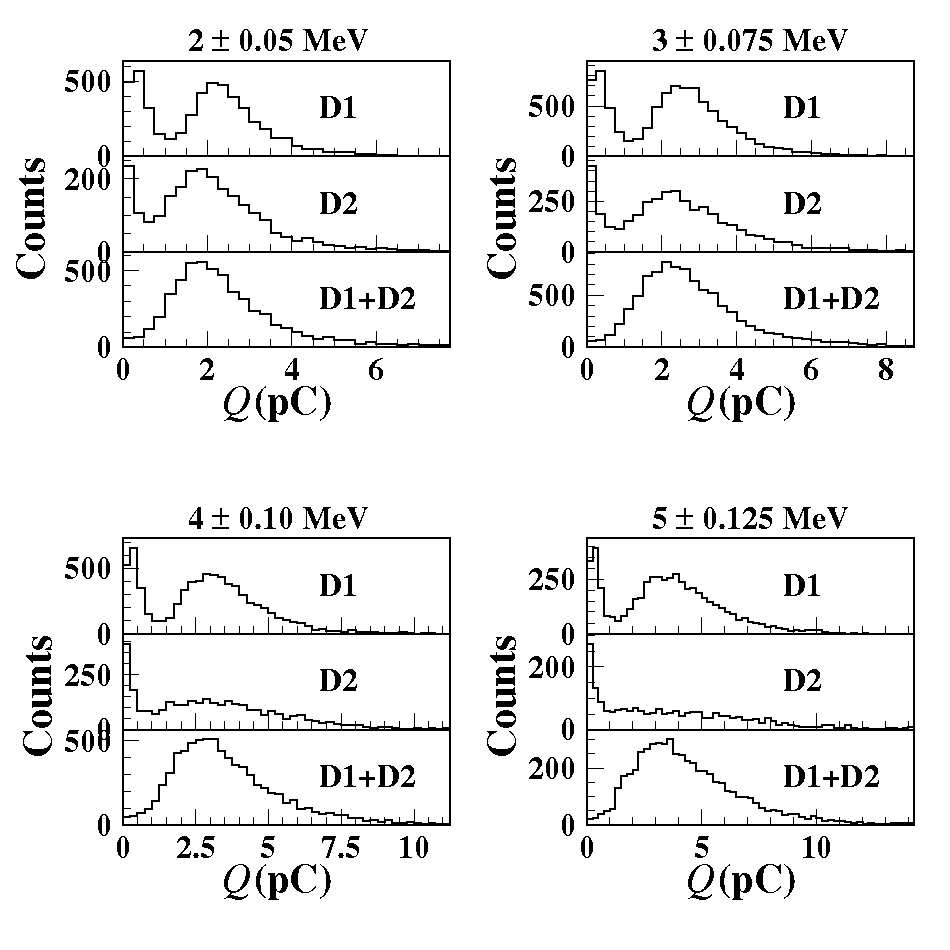 2 ± 0.05 MeV
500
D1
0
200
D2
0
500
D1+D2
0
0 2 4 6
Counts
Q(pC)
3 ± 0.075 MeV
500
D1
0
250
D2
0
500
D1+D2
0
0 2 4 6 8
Counts
Q(pC)
4 ± 0.10 MeV
500
D1
0
250
D2
0
500
D1+D2
0
0 2.5 5 7.5 10
Counts
Q(pC)
5 ± 0.125 MeV
250
D1
0
200
D2
0
200
D1+D2
0
0 5 10
Counts
Q(pC)